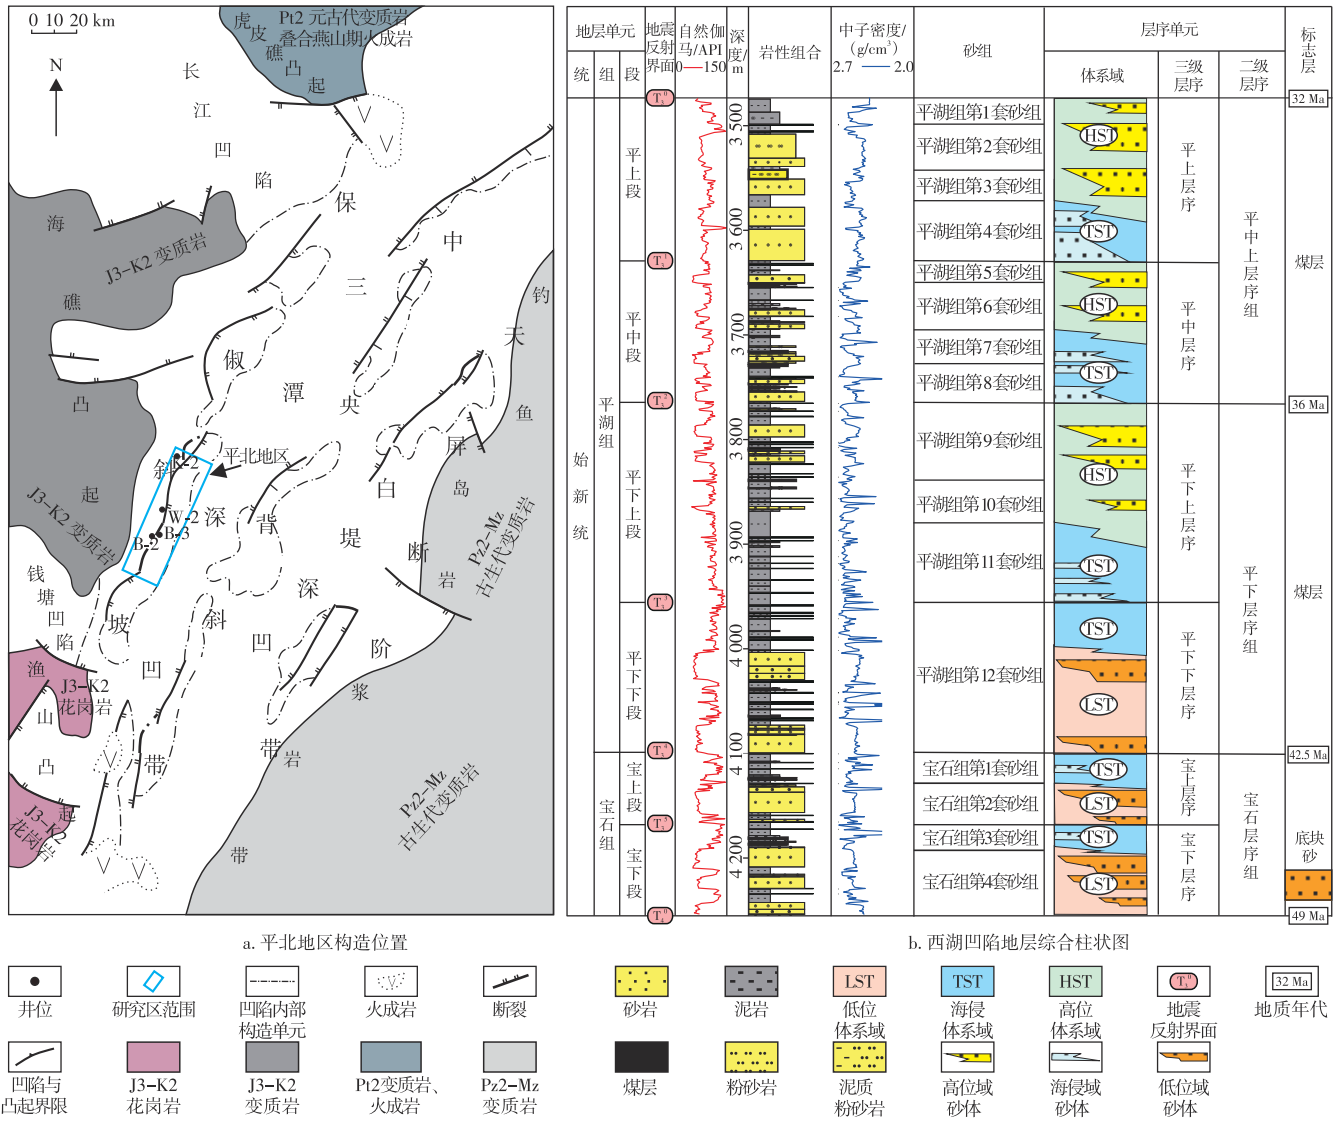 0 10 20 km
N
虎皮礁凸起
Pt2 元古代变质岩
叠合燕山期火成岩
长江凹陷
海礁凸起
J3-K2 变质岩
J3-K2 变质岩
保俶斜坡带
三潭深凹
中央背斜带
天屏断阶带
白堤深凹
钓鱼岛岩浆岩带
平北地区
K-2
W-2
B-3
B-2
钱塘凹陷
渔山凸起
J3-K2
花岗岩
J3-K2
花岗岩
Pz2-Mz
古生代变质岩
Pz2-Mz
古生代变质岩
a. 平北地区构造位置
地层单元
统 组 段
地震
反射
界面
自然伽
马/API
0 150
深
度/
m
岩性组合
中子密度/
(g/cm³)
2.7 2.0
砂组
层序单元
体系域
三级
层序
二级
层序
标志层
始新统
平湖组
宝石组
平上段
平中段
平下上段
平下下段
宝上段
宝下段
3 500
3 600
3 700
3 800
3 900
4 000
4 100
4 200
平湖组第1套砂组
平湖组第2套砂组
平湖组第3套砂组
平湖组第4套砂组
平湖组第5套砂组
平湖组第6套砂组
平湖组第7套砂组
平湖组第8套砂组
平湖组第9套砂组
平湖组第10套砂组
平湖组第11套砂组
平湖组第12套砂组
宝石组第1套砂组
宝石组第2套砂组
宝石组第3套砂组
宝石组第4套砂组
HST
TST
HST
TST
HST
TST
TST
LST
TST
LST
TST
LST
平上层序
平中层序
平下上层序
平下下层序
宝上层序
宝下层序
平中上层序组
平下层序组
宝石层序组
32 Ma
煤层
36 Ma
煤层
42.5 Ma
底块砂
49 Ma
b. 西湖凹陷地层综合柱状图
井位
研究区范围
凹陷内部
构造单元
火成岩
断裂
砂岩
泥岩
LST
低位
体系域
TST
海侵
体系域
HST
高位
体系域
地震
反射界面
32 Ma
地质年代
凹陷与
凸起界限
J3-K2
花岗岩
J3-K2
变质岩
Pt2变质岩、
火成岩
Pz2-Mz
变质岩
煤层
粉砂岩
泥质
粉砂岩
高位域
砂体
海侵域
砂体
低位域
砂体